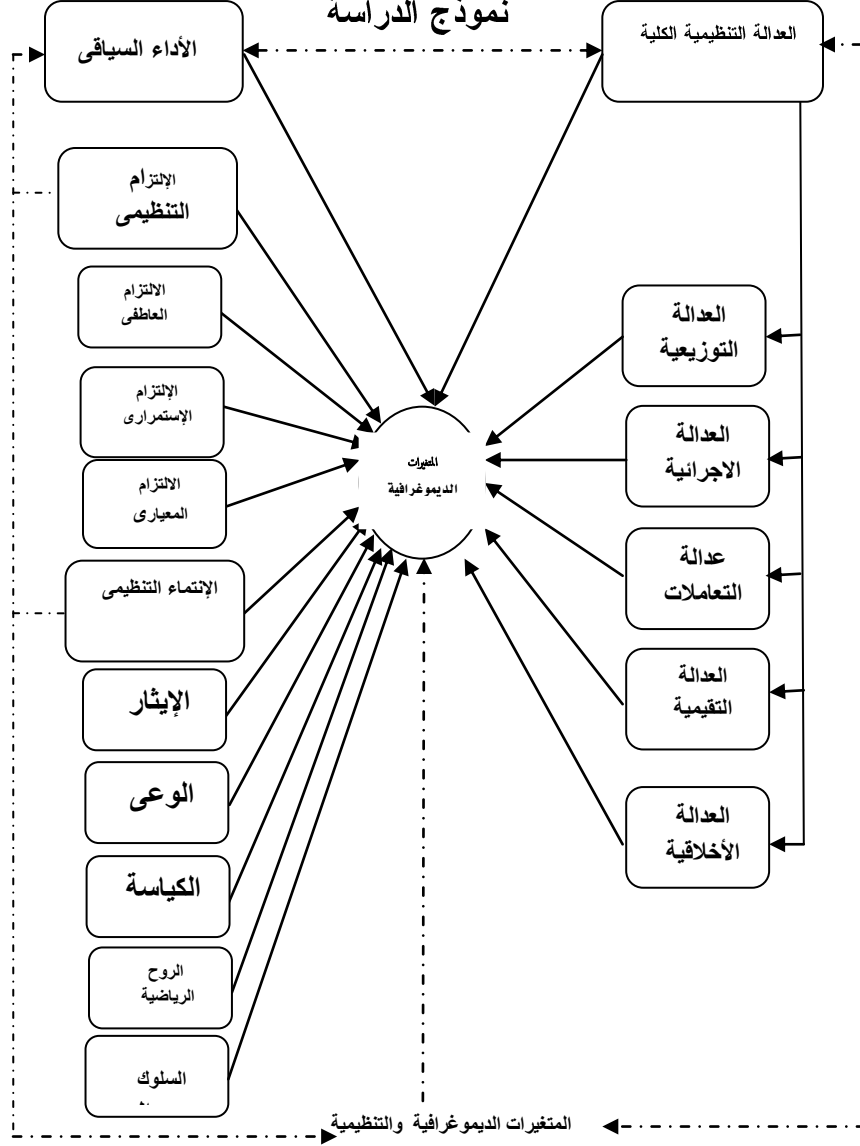 نموذج الدراسة
العدالة التنظيمية الكلية
الأداء السياقى
الإلتزام
التنظيمى
الالتزام
العاطفى
الإلتزام
الإستمرارى
الالتزام
المعيارى
الإنتماء التنظيمى
الإيثار
الوعى
الكياسة
الروح
الرياضية
السلوك
المتغيرات
الديموغرافية
العدالة
التوزيعية
العدالة
الاجرائية
عدالة
التعاملات
العدالة
التقيمية
العدالة
الأخلاقية
المتغيرات الديموغرافية والتنظيمية